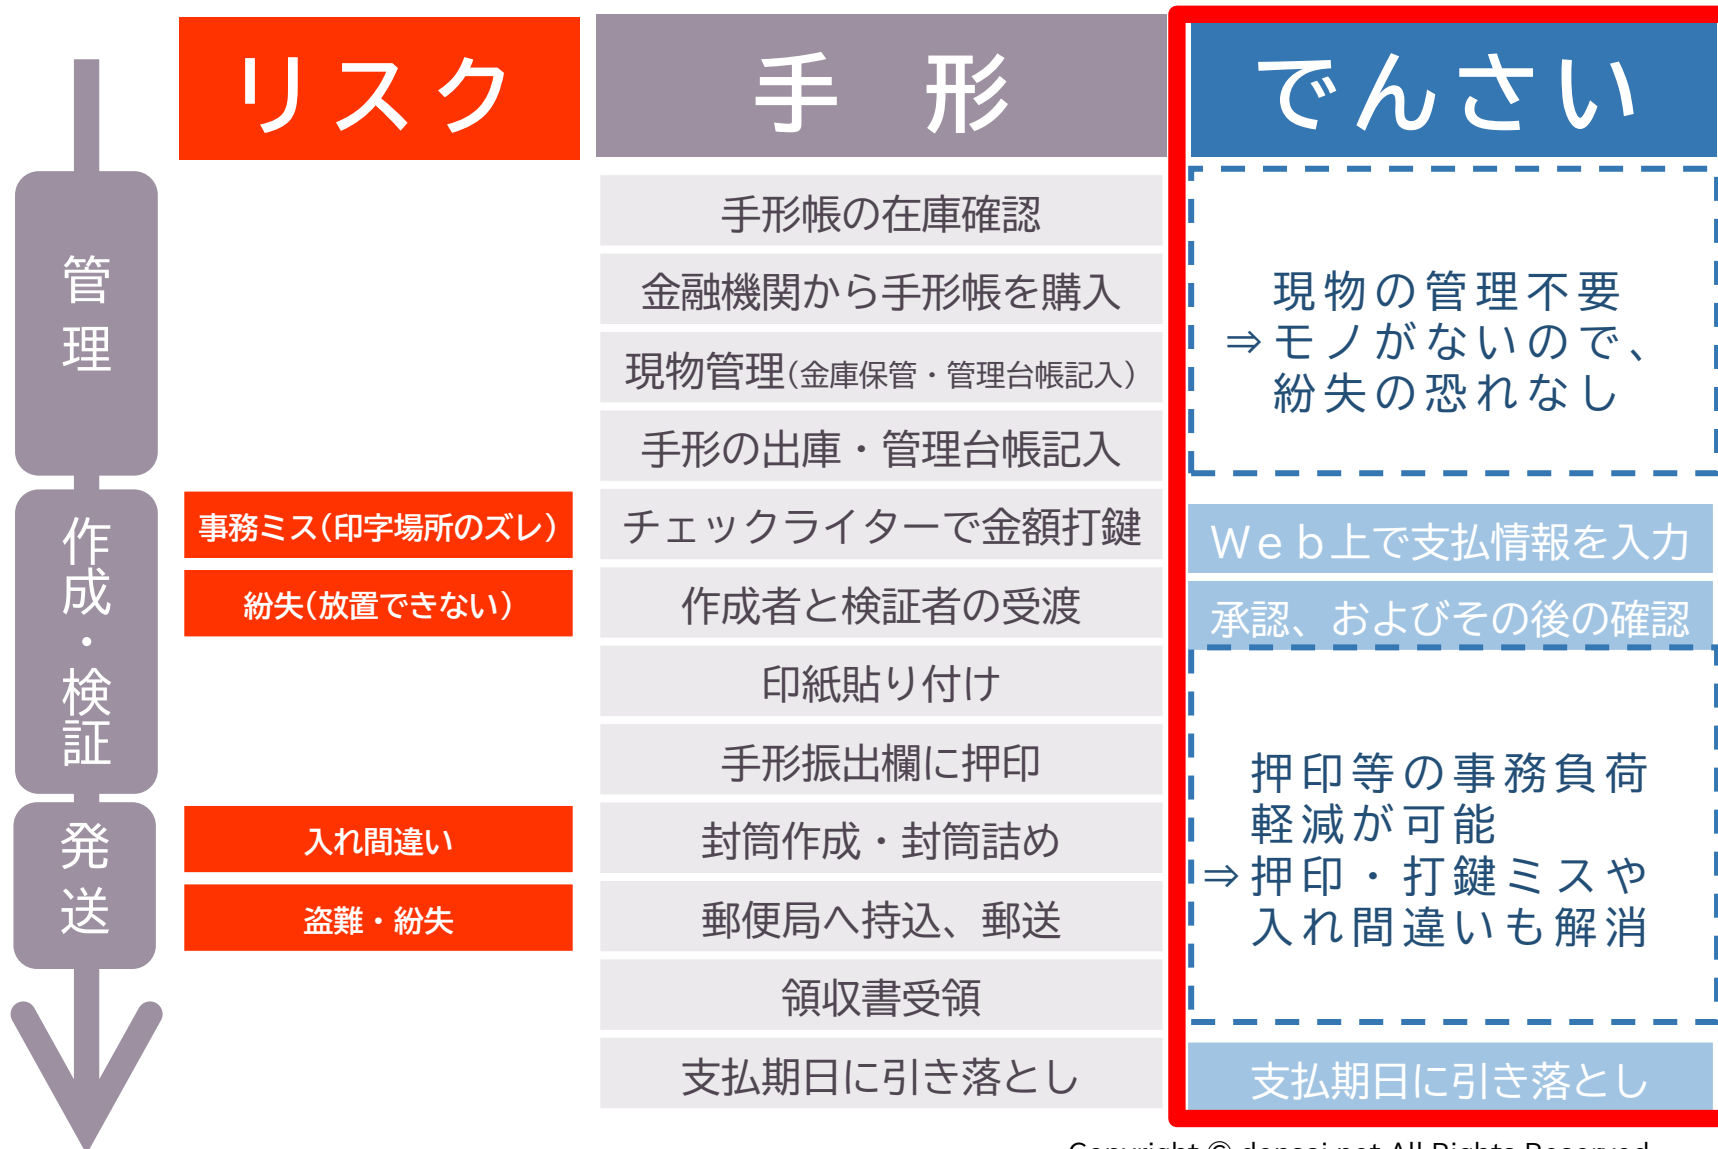 リスク
手 形
でんさい
管理
作成・検証
発送
事務ミス(印字場所のズレ)
紛失(放置できない)
入れ間違い
盗難・紛失
手形帳の在庫確認
金融機関から手形帳を購入
現物管理(金庫保管・管理台帳記入)
手形の出庫・管理台帳記入
チェックライターで金額打鍵
作成者と検証者の受渡
印紙貼り付け
手形振出欄に押印
封筒作成・封筒詰め
郵便局へ持込、郵送
領収書受領
支払期日に引き落とし
現物の管理不要
⇒モノがないので、
紛失の恐れなし
Ｗｅｂ上で支払情報を入力
承認、およびその後の確認
押印等の事務負荷
軽減が可能
⇒押印・打鍵ミスや
入れ間違いも解消
支払期日に引き落とし
Copyright © densai.net All Rights Reserved